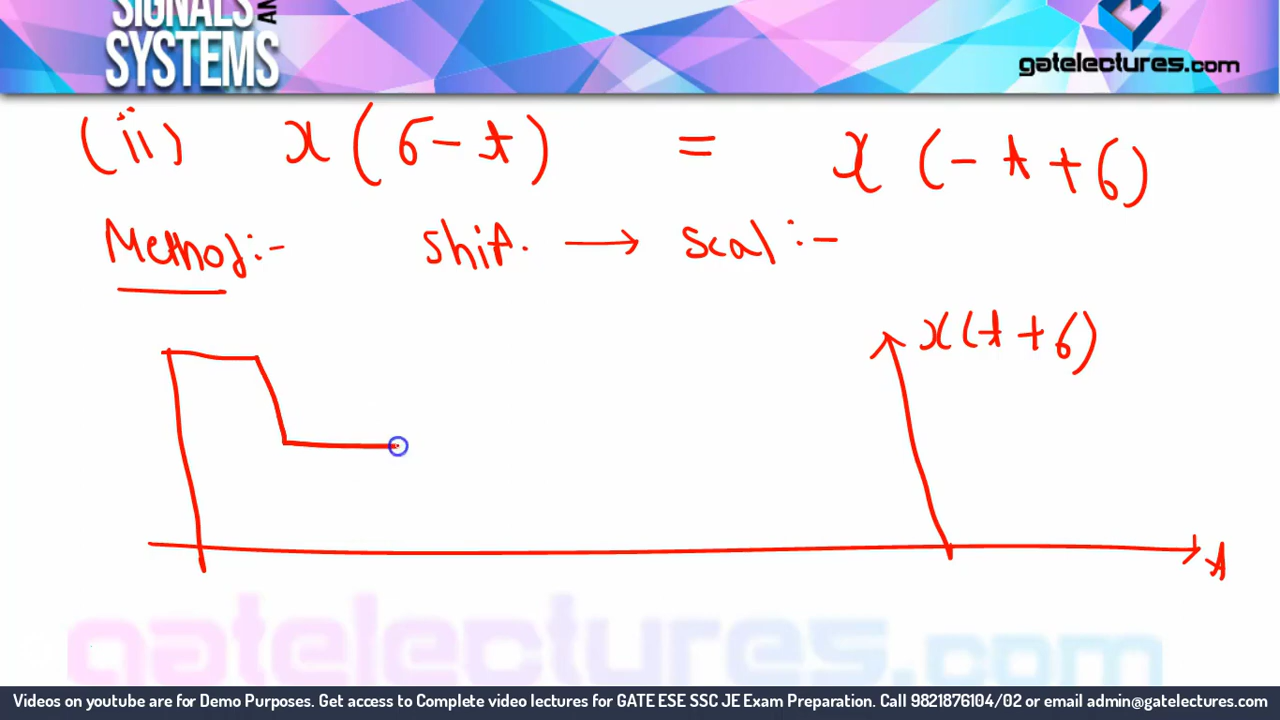 SIGNALS AN
SYSTEMS
gatelectures.com
(ii) x(6-t) = x(-t+6)
Method:- Shift. → Scal:-
x(t+6)
t
gatelectures.com
Videos on youtube are for Demo Purposes. Get access to Complete video lectures for GATE ESE SSC JE Exam Preparation. Call 9821876104/02 or email admin@gatelectures.com